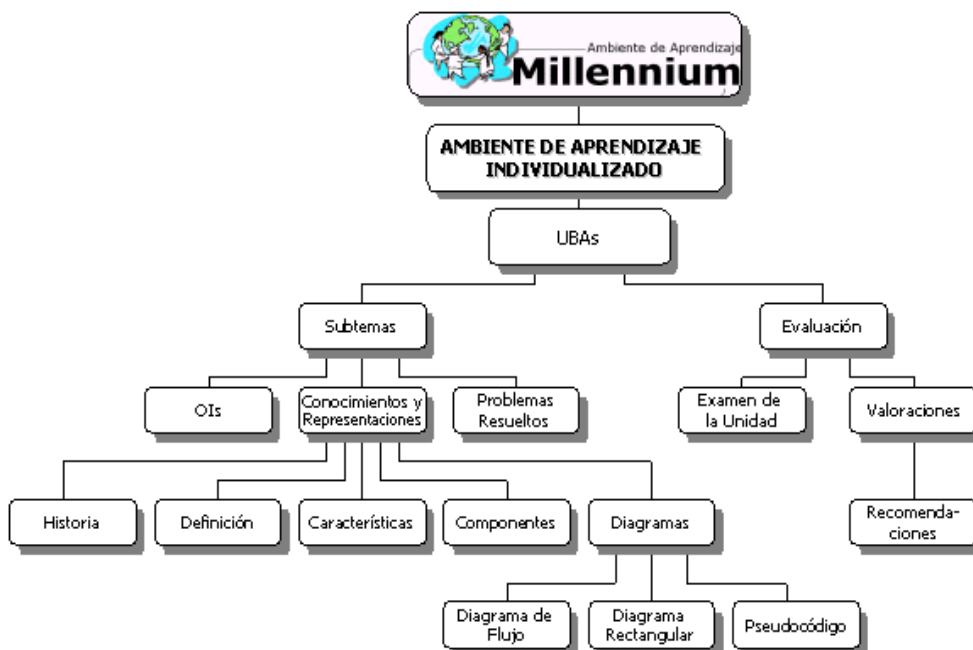 Ambiente de Aprendizaje
Millennium
AMBIENTE DE APRENDIZAJE
INDIVIDUALIZADO
UBAs
Subtemas
Evaluación
OIs
Conocimientos y
Representaciones
Problemas
Resueltos
Examen de
la Unidad
Valoraciones
Historia
Definición
Características
Componentes
Diagramas
Recomenda-
ciones
Diagrama de
Flujo
Diagrama
Rectangular
Pseudocódigo